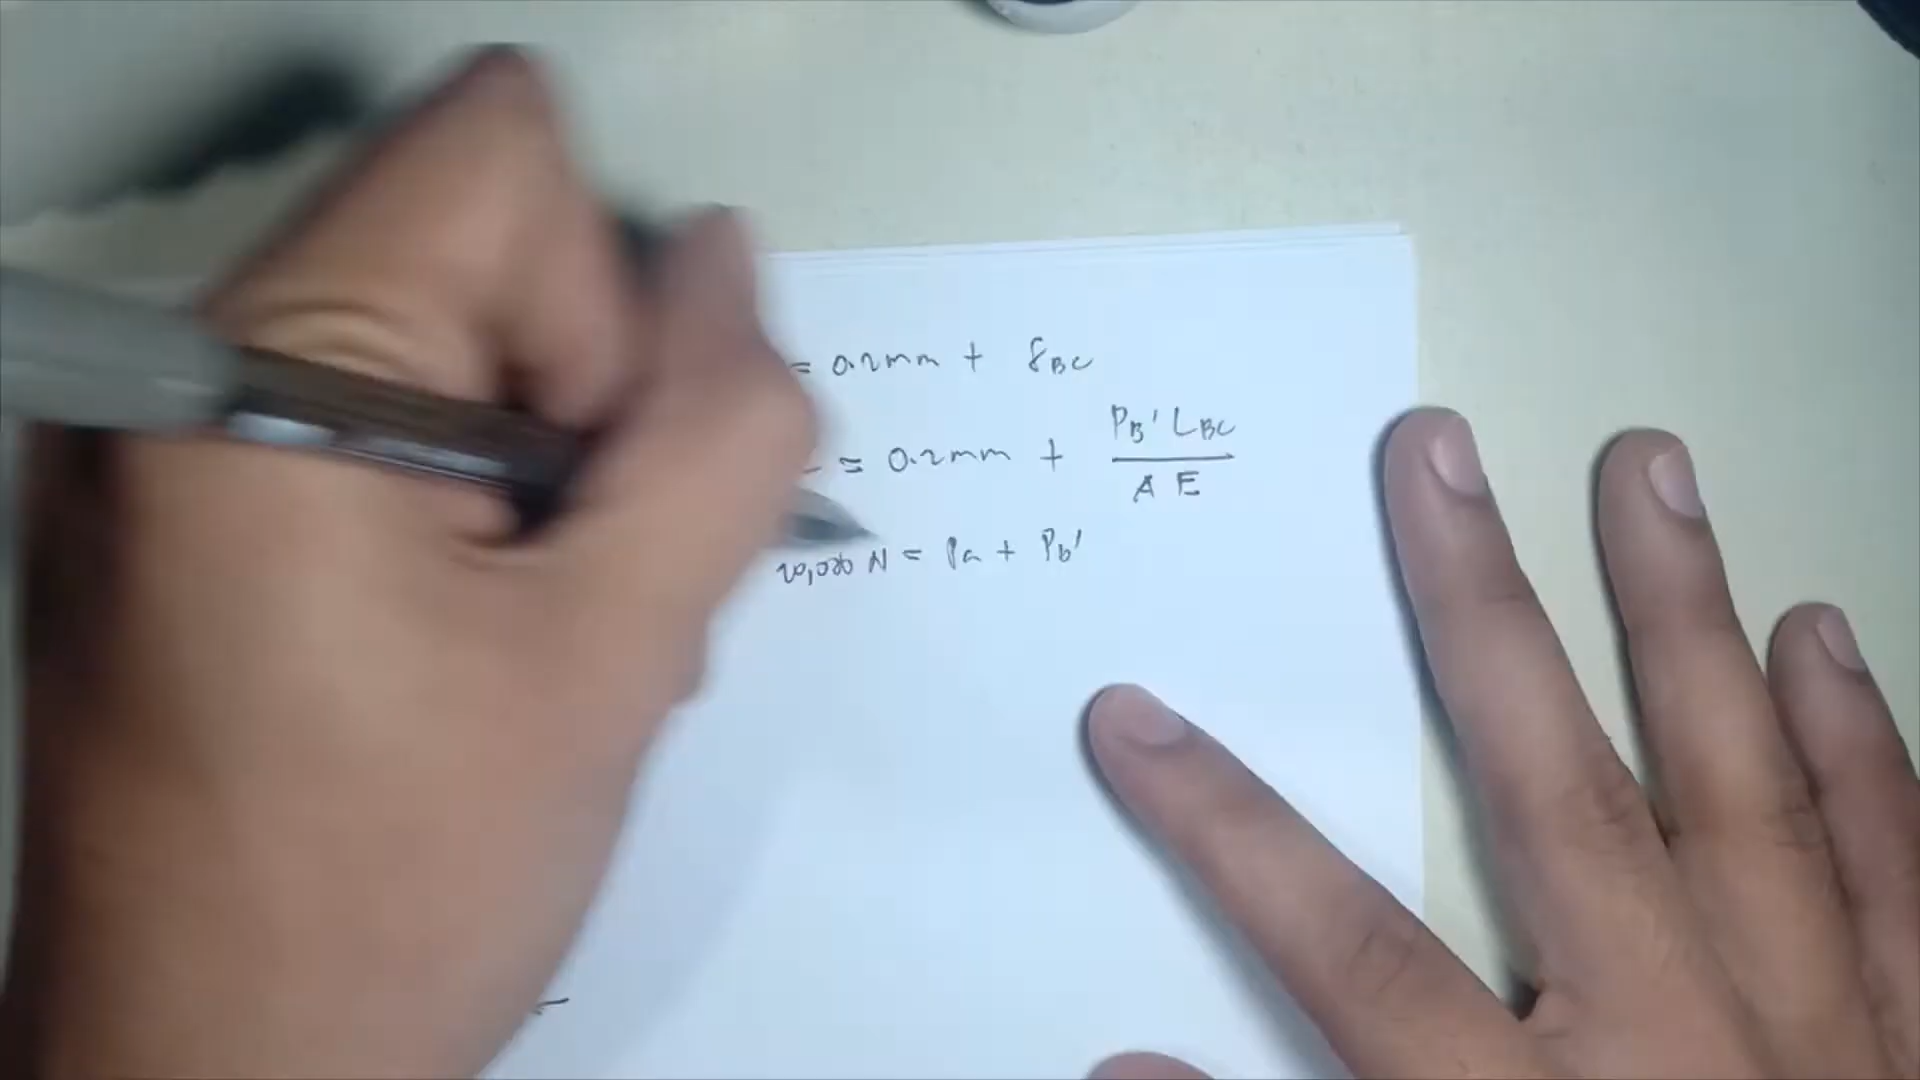 = 0.2mm + δBC
= 0.2mm + PB' LBC
A E
20,000 N = Pa + Pb'